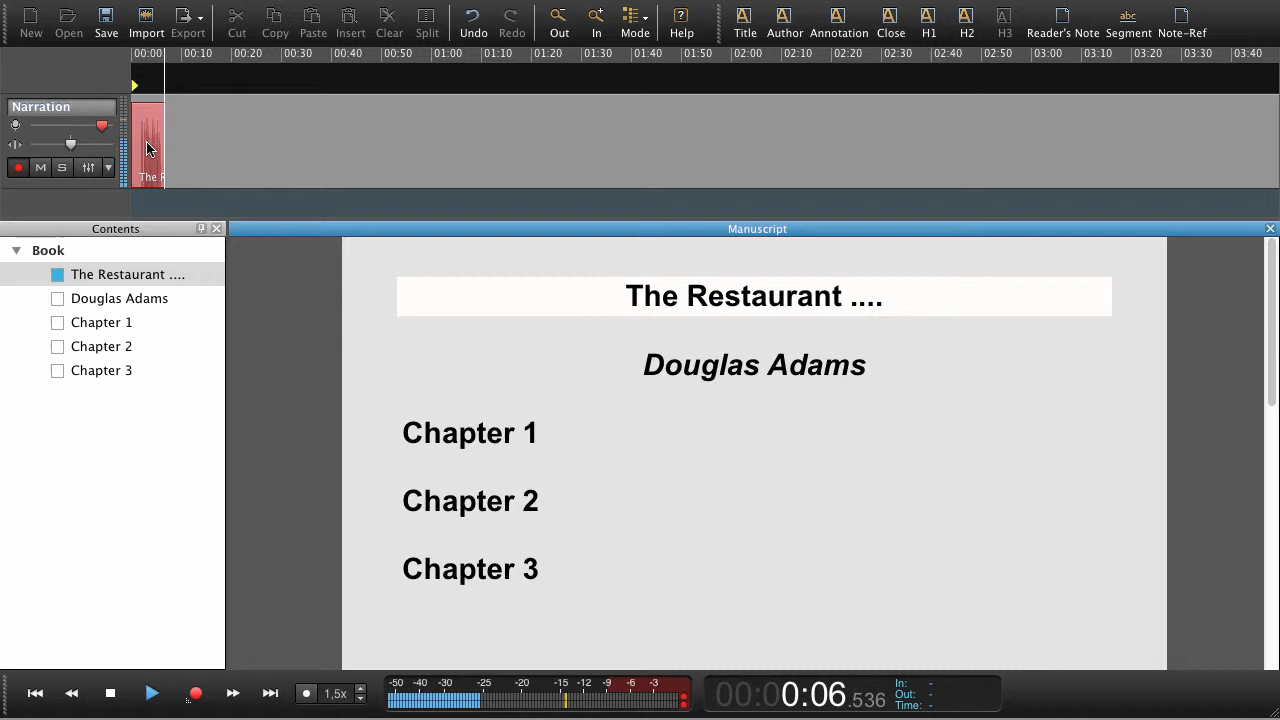 New Open Save Import Export Cut Copy Paste Insert Clear Split Undo Redo Out In Mode Help Title Author Annotation Close H1 H2 H3 Reader's Note Segment Note-Ref
00:00 00:10 00:20 00:30 00:40 00:50 01:00 01:10 01:20 01:30 01:40 01:50 02:00 02:10 02:20 02:30 02:40 02:50 03:00 03:10 03:20 03:30 03:40
Narration
M S
The R
Contents
Manuscript
Book
The Restaurant ....
Douglas Adams
Chapter 1
Chapter 2
Chapter 3
The Restaurant ....
Douglas Adams
Chapter 1
Chapter 2
Chapter 3
1,5x
-50 -40 -30 -25 -20 -15 -12 -9 -6 -3
00:00:06.536
In: -
Out: -
Time: -